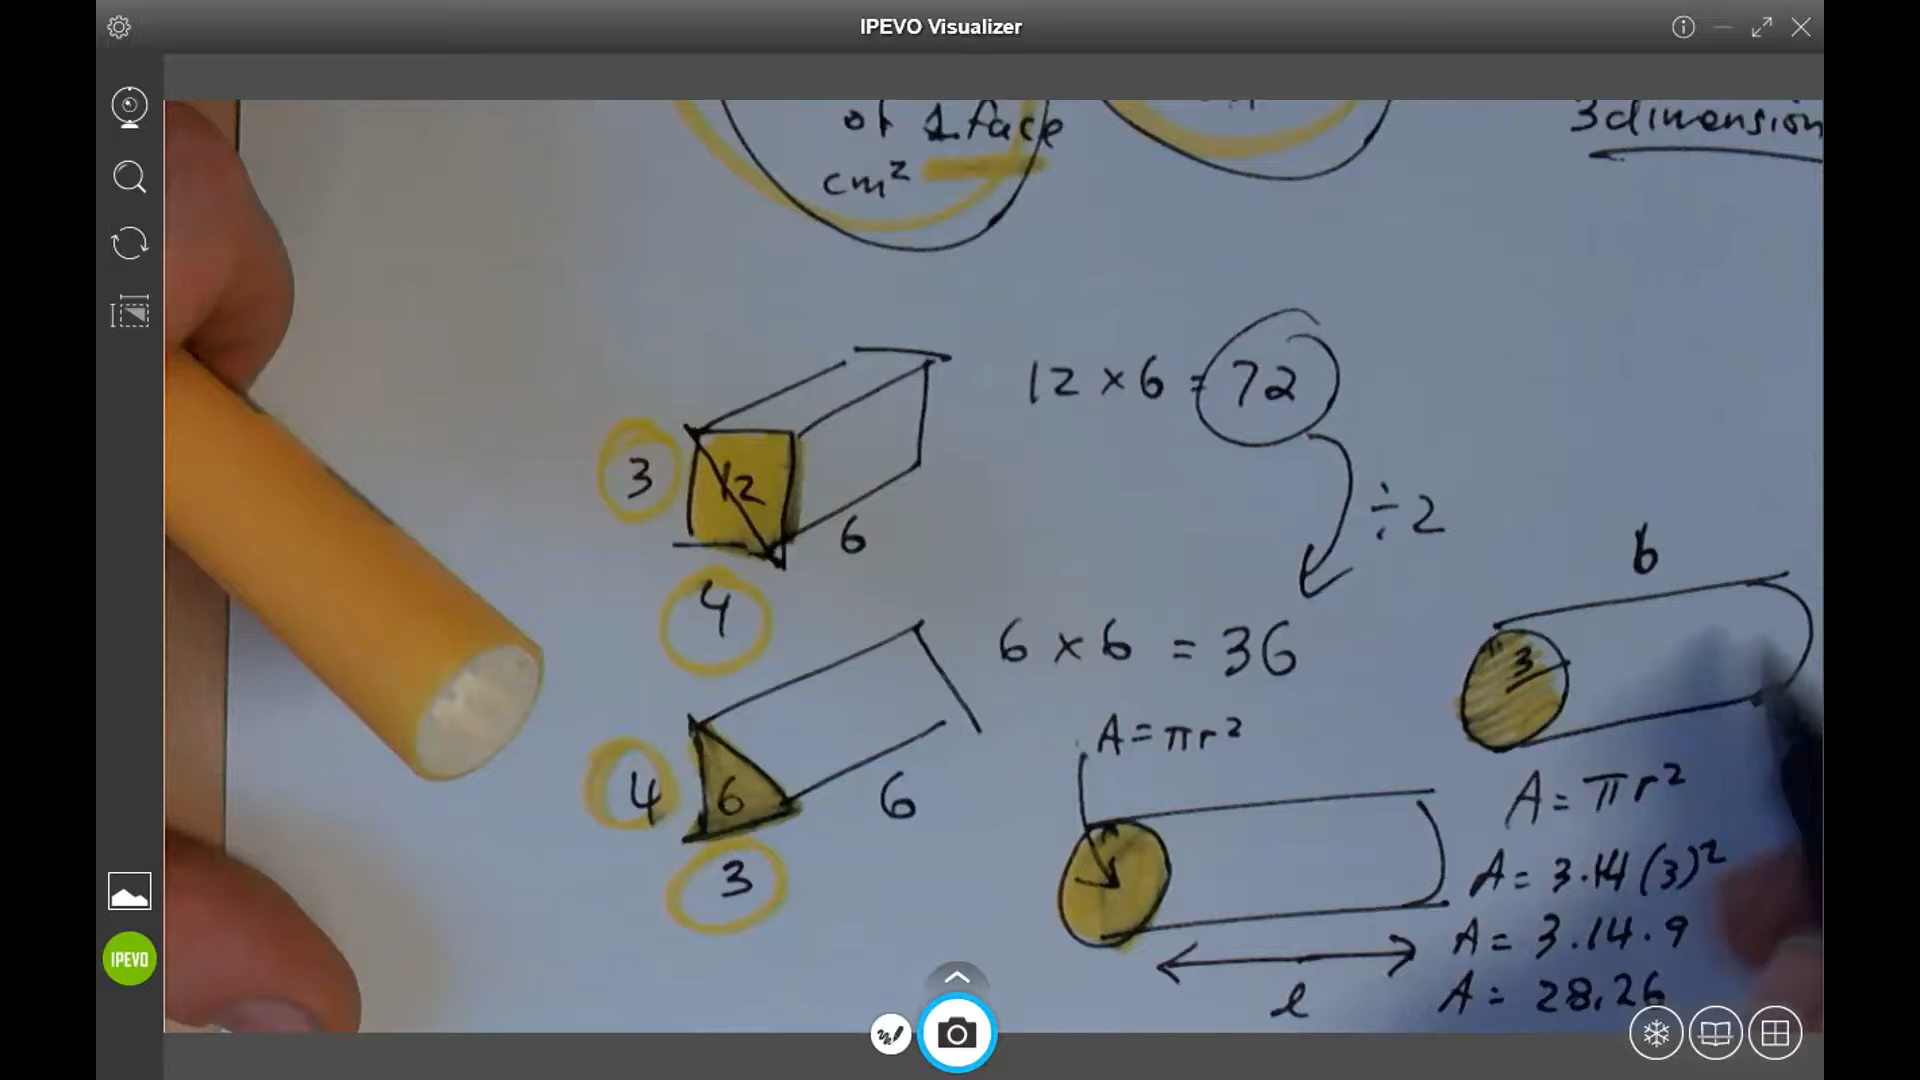 IPEVO Visualizer
of 1 face
cm²
3dimension
12 × 6 = 72
÷2
3
12
6
4
6 × 6 = 36
4
6
6
3
A = πr²
l
6
3
A = πr²
A = 3.14 (3)²
A = 3.14 · 9
A = 28.26
IPEVO